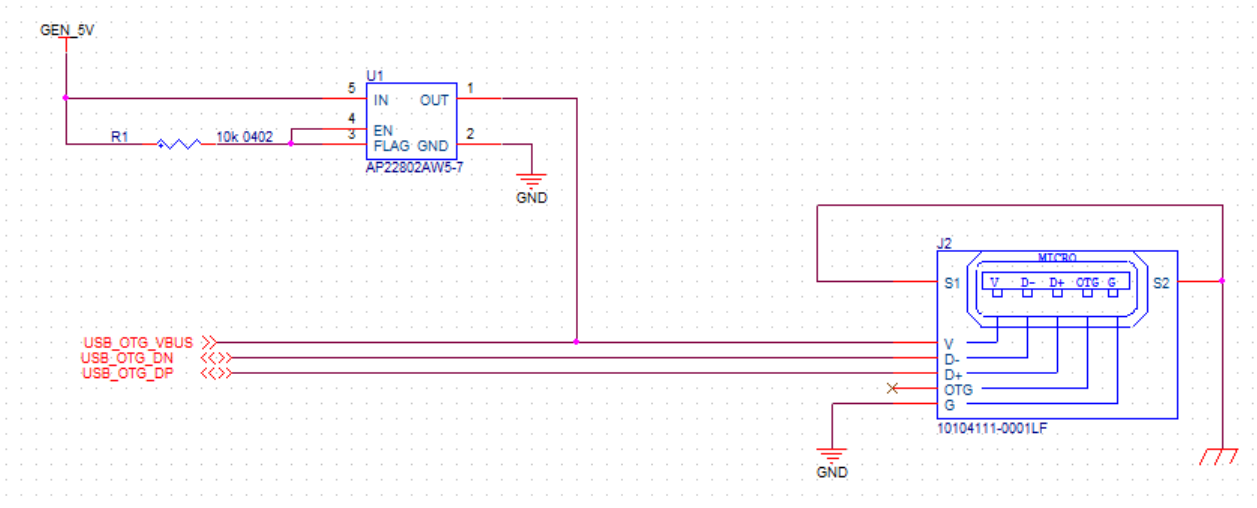 GEN_5V
U1
5
IN
OUT
1
4
EN
3
FLAG
GND
2
R1
10k 0402
AP22802AW5-7
GND
J2
MICRO
S1
V D- D+ OTG G
S2
USB_OTG_VBUS
V
USB_OTG_DN
D-
USB_OTG_DP
D+
OTG
G
10104111-0001LF
GND